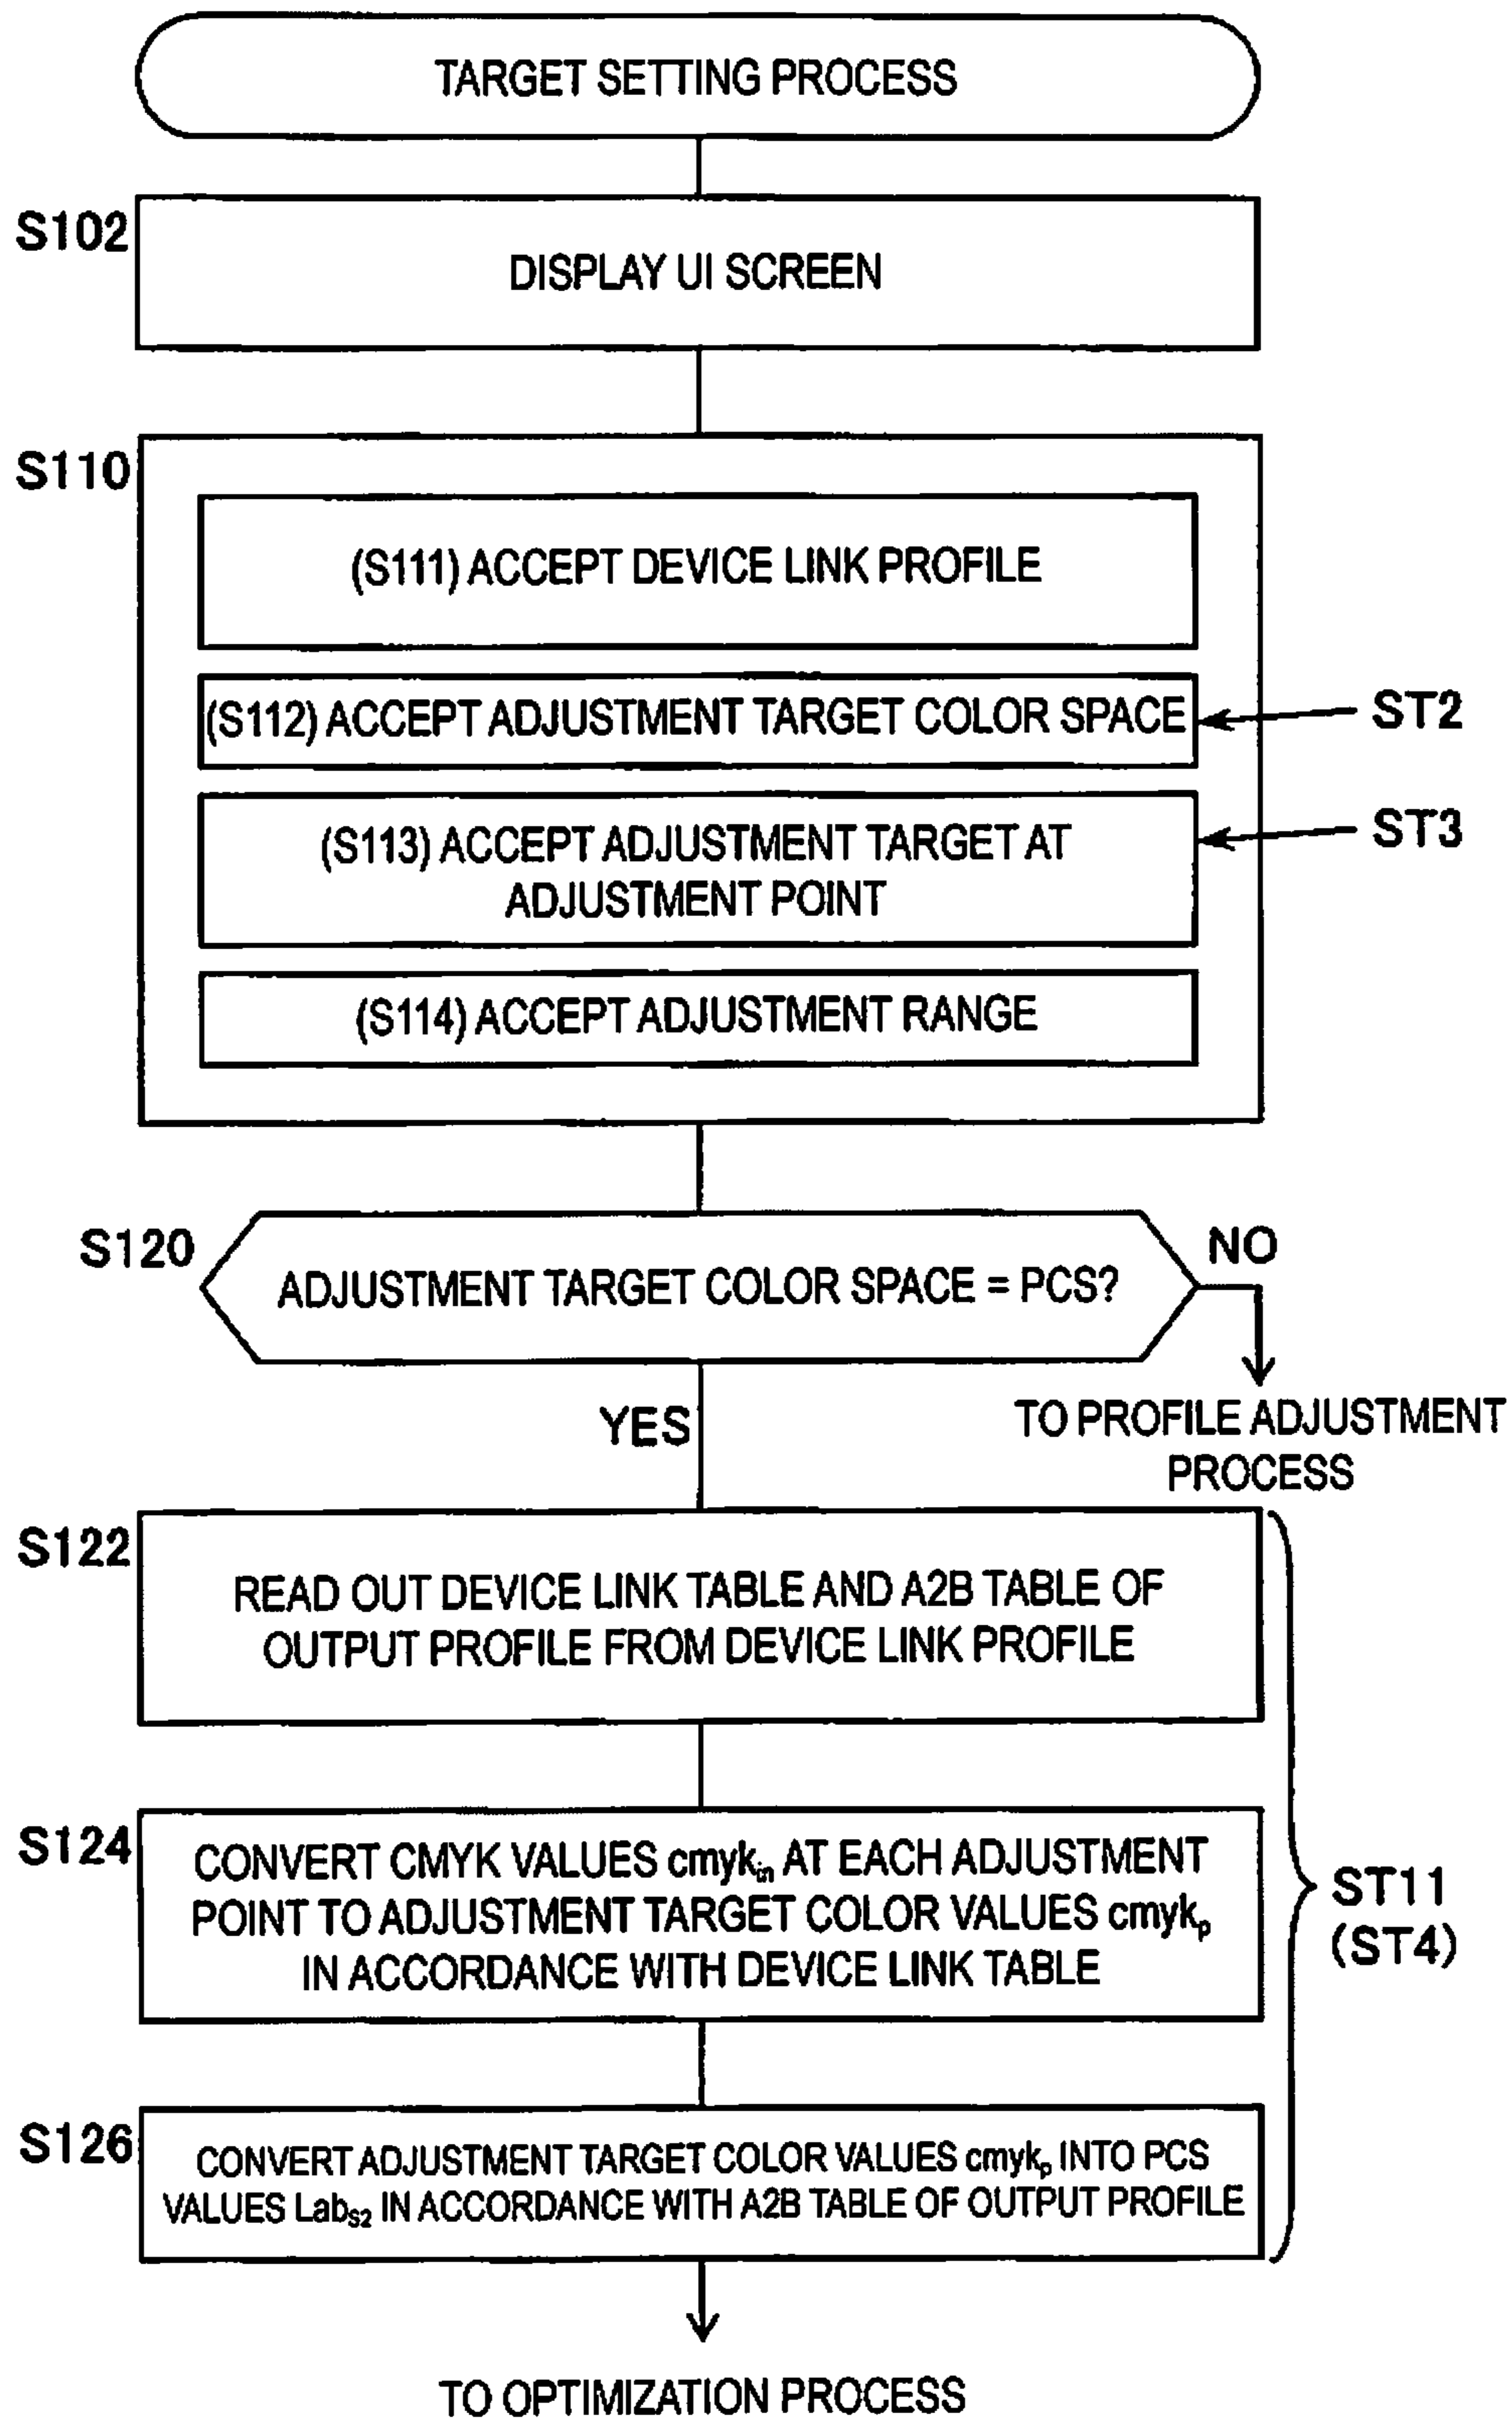 TARGET SETTING PROCESS
S102
DISPLAY UI SCREEN
S110
(S111) ACCEPT DEVICE LINK PROFILE
(S112) ACCEPT ADJUSTMENT TARGET COLOR SPACE
ST2
(S113) ACCEPT ADJUSTMENT TARGET AT
ADJUSTMENT POINT
ST3
(S114) ACCEPT ADJUSTMENT RANGE
S120
ADJUSTMENT TARGET COLOR SPACE = PCS?
NO
TO PROFILE ADJUSTMENT
PROCESS
YES
S122
READ OUT DEVICE LINK TABLE AND A2B TABLE OF
OUTPUT PROFILE FROM DEVICE LINK PROFILE
S124
CONVERT CMYK VALUES cmykin AT EACH ADJUSTMENT
POINT TO ADJUSTMENT TARGET COLOR VALUES cmykp
IN ACCORDANCE WITH DEVICE LINK TABLE
ST11
(ST4)
S126
CONVERT ADJUSTMENT TARGET COLOR VALUES cmykp INTO PCS
VALUES LabS2 IN ACCORDANCE WITH A2B TABLE OF OUTPUT PROFILE
TO OPTIMIZATION PROCESS